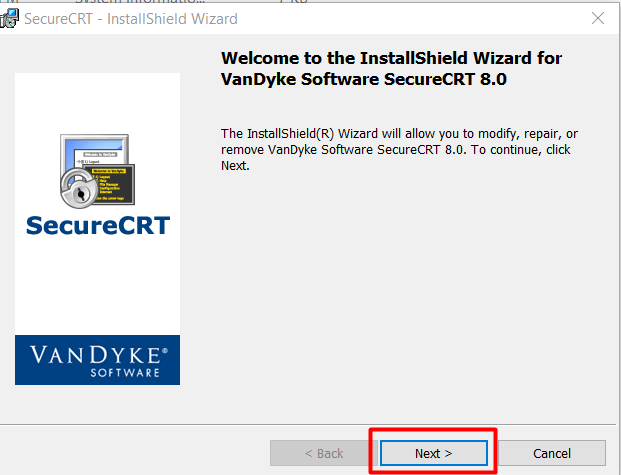 SecureCRT - InstallShield Wizard
Welcome to the InstallShield Wizard for
VanDyke Software SecureCRT 8.0
The InstallShield(R) Wizard will allow you to modify, repair, or
remove VanDyke Software SecureCRT 8.0. To continue, click
Next.
SecureCRT
VANDYKE®
SOFTWARE
< Back
Next >
Cancel